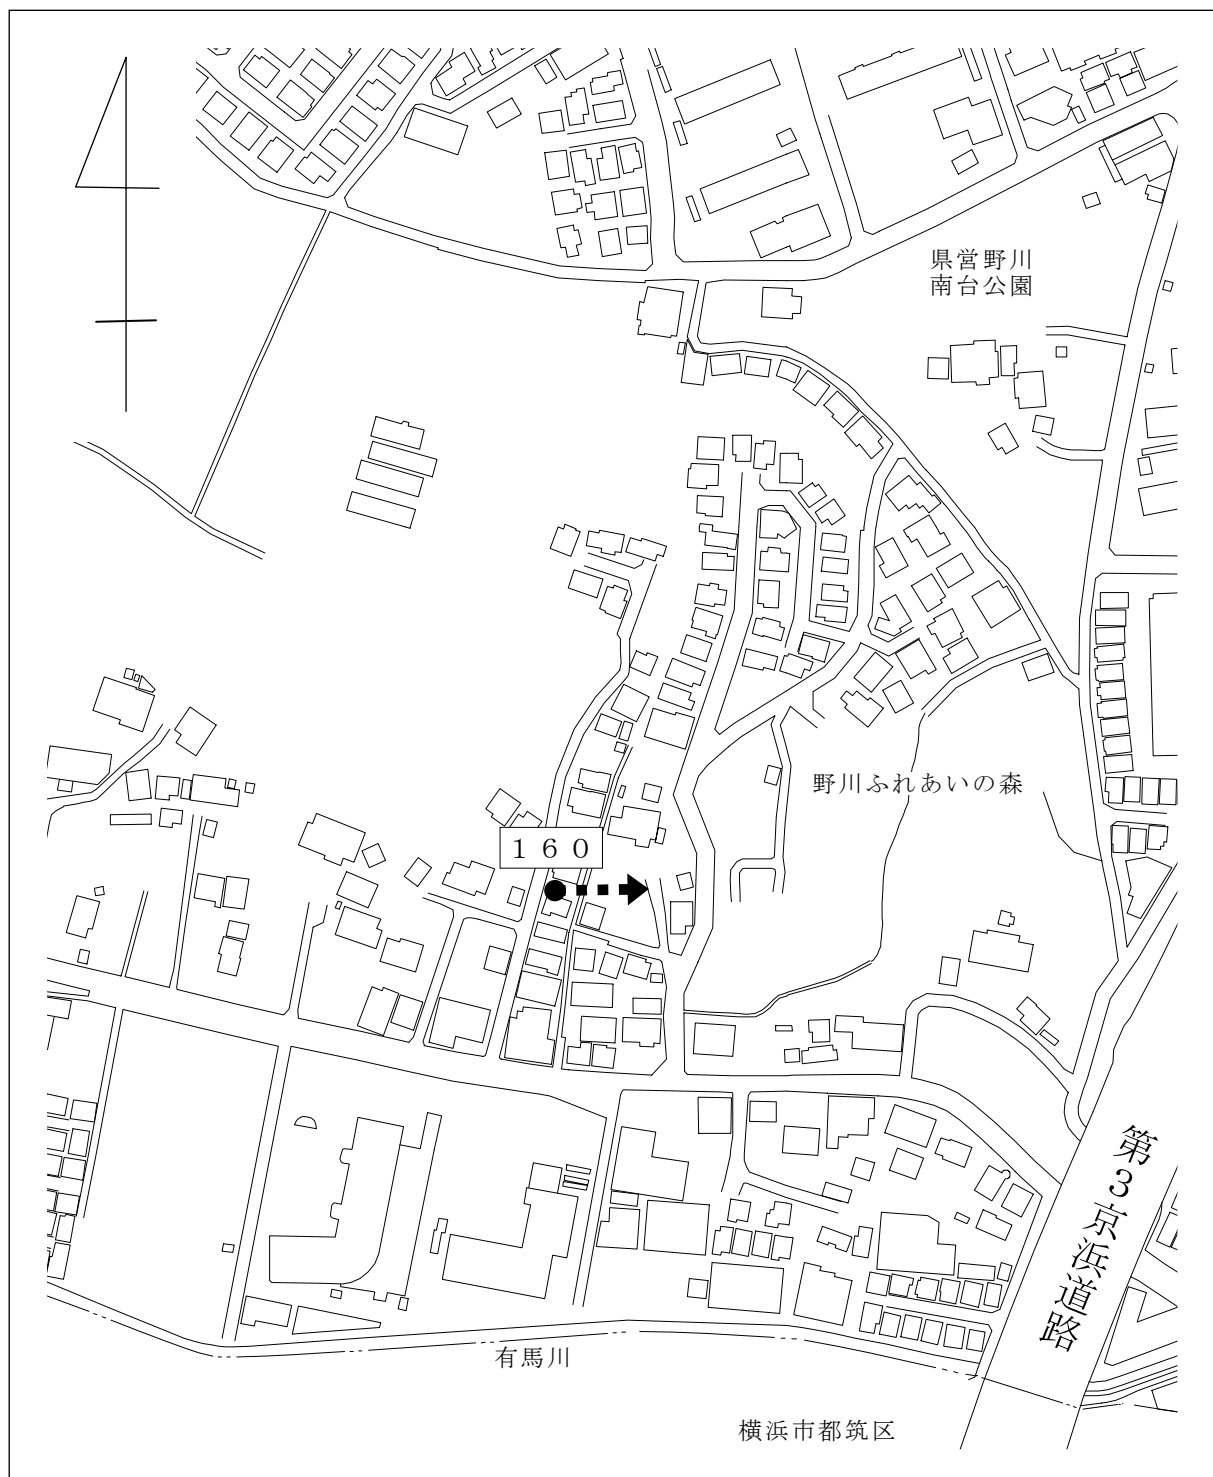 県営野川
南台公園
野川ふれあいの森
１６０
第３京浜道路
有馬川
横浜市都筑区